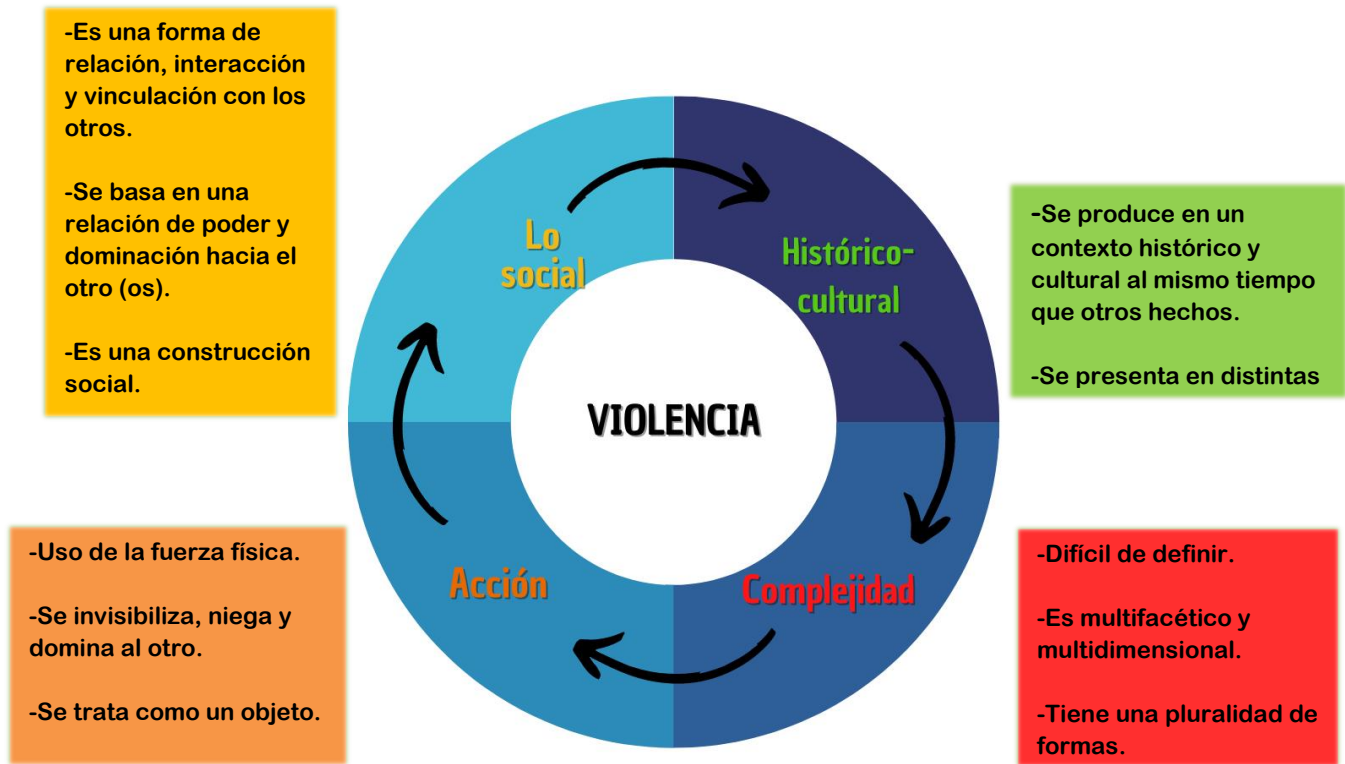 -Es una forma de
relación, interacción
y vinculación con los
otros.
-Se basa en una
relación de poder y
dominación hacia el
otro (os).
-Es una construcción
social.
Lo
social
Histórico-
cultural
-Se produce en un
contexto histórico y
cultural al mismo tiempo
que otros hechos.
-Se presenta en distintas
VIOLENCIA
-Uso de la fuerza física.
-Se invisibiliza, niega y
domina al otro.
-Se trata como un objeto.
Acción
Complejidad
-Difícil de definir.
-Es multifacético y
multidimensional.
-Tiene una pluralidad de
formas.